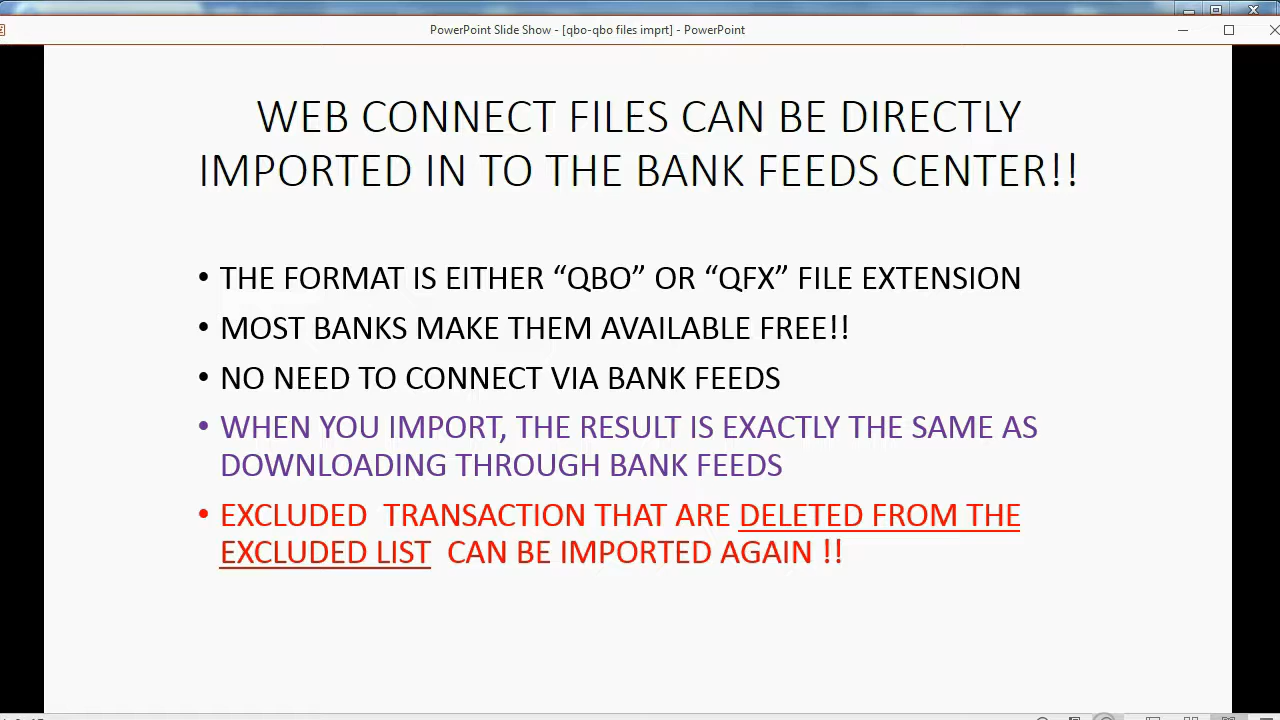 PowerPoint Slide Show - [qbo-qbo files imprt] - PowerPoint
WEB CONNECT FILES CAN BE DIRECTLY
IMPORTED IN TO THE BANK FEEDS CENTER!!
• THE FORMAT IS EITHER “QBO” OR “QFX” FILE EXTENSION
• MOST BANKS MAKE THEM AVAILABLE FREE!!
• NO NEED TO CONNECT VIA BANK FEEDS
• WHEN YOU IMPORT, THE RESULT IS EXACTLY THE SAME AS
DOWNLOADING THROUGH BANK FEEDS
• EXCLUDED TRANSACTION THAT ARE DELETED FROM THE
EXCLUDED LIST CAN BE IMPORTED AGAIN !!